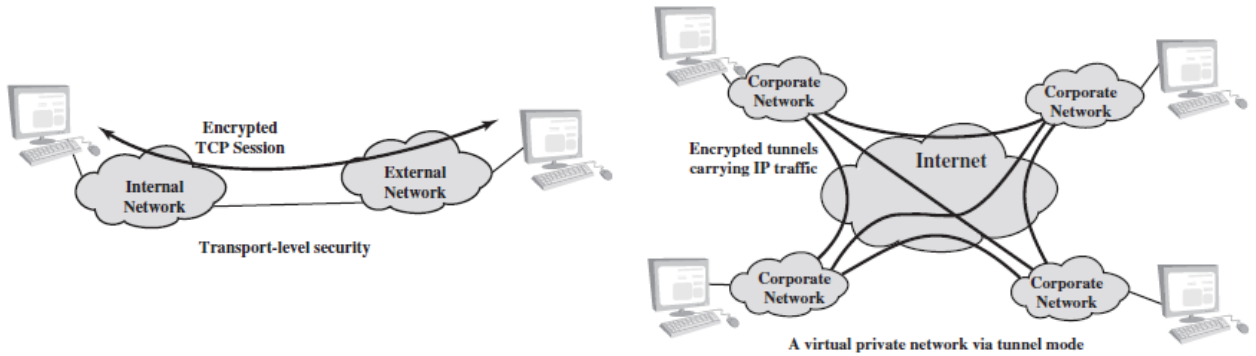 Encrypted
TCP Session
Internal
Network
External
Network
Transport-level security
Corporate
Network
Corporate
Network
Encrypted tunnels
carrying IP traffic
Internet
Corporate
Network
Corporate
Network
A virtual private network via tunnel mode